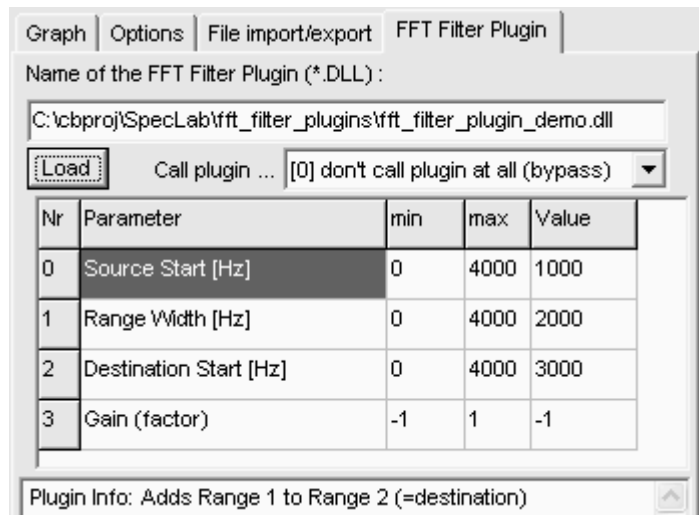 Graph Options File import/export FFT Filter Plugin
Name of the FFT Filter Plugin (*.DLL) :
C:\cbproj\SpecLab\fft_filter_plugins\fft_filter_plugin_demo.dll
Load Call plugin ... [0] don't call plugin at all (bypass)
Nr Parameter min max Value
0 Source Start [Hz] 0 4000 1000
1 Range Width [Hz] 0 4000 2000
2 Destination Start [Hz] 0 4000 3000
3 Gain (factor) -1 1 -1
Plugin Info: Adds Range 1 to Range 2 (=destination)